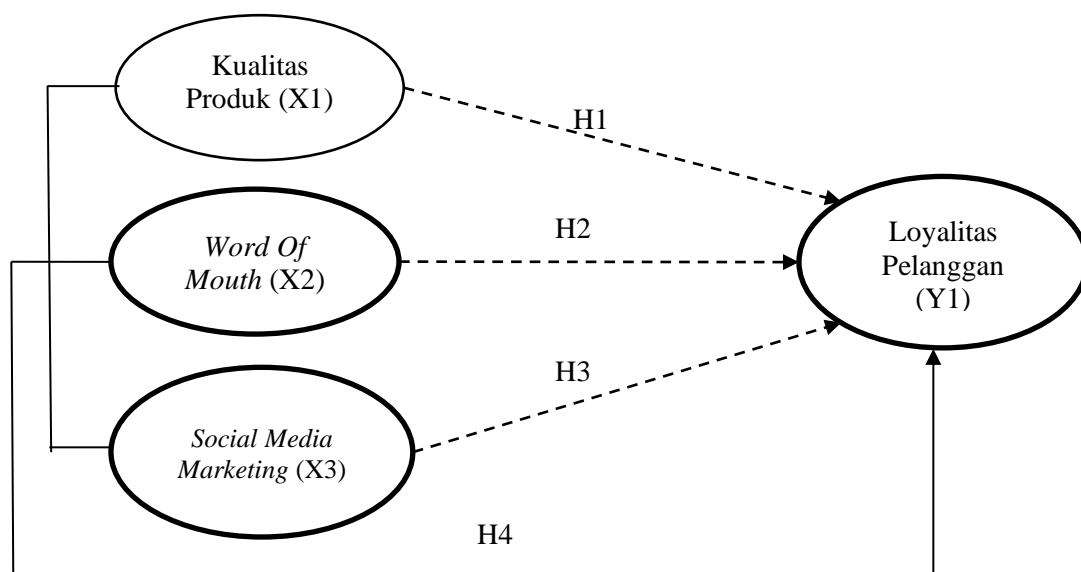 Kualitas
Produk (X1)
H1
Word Of
Mouth (X2)
H2
Loyalitas
Pelanggan
(Y1)
H3
Social Media
Marketing (X3)
H4